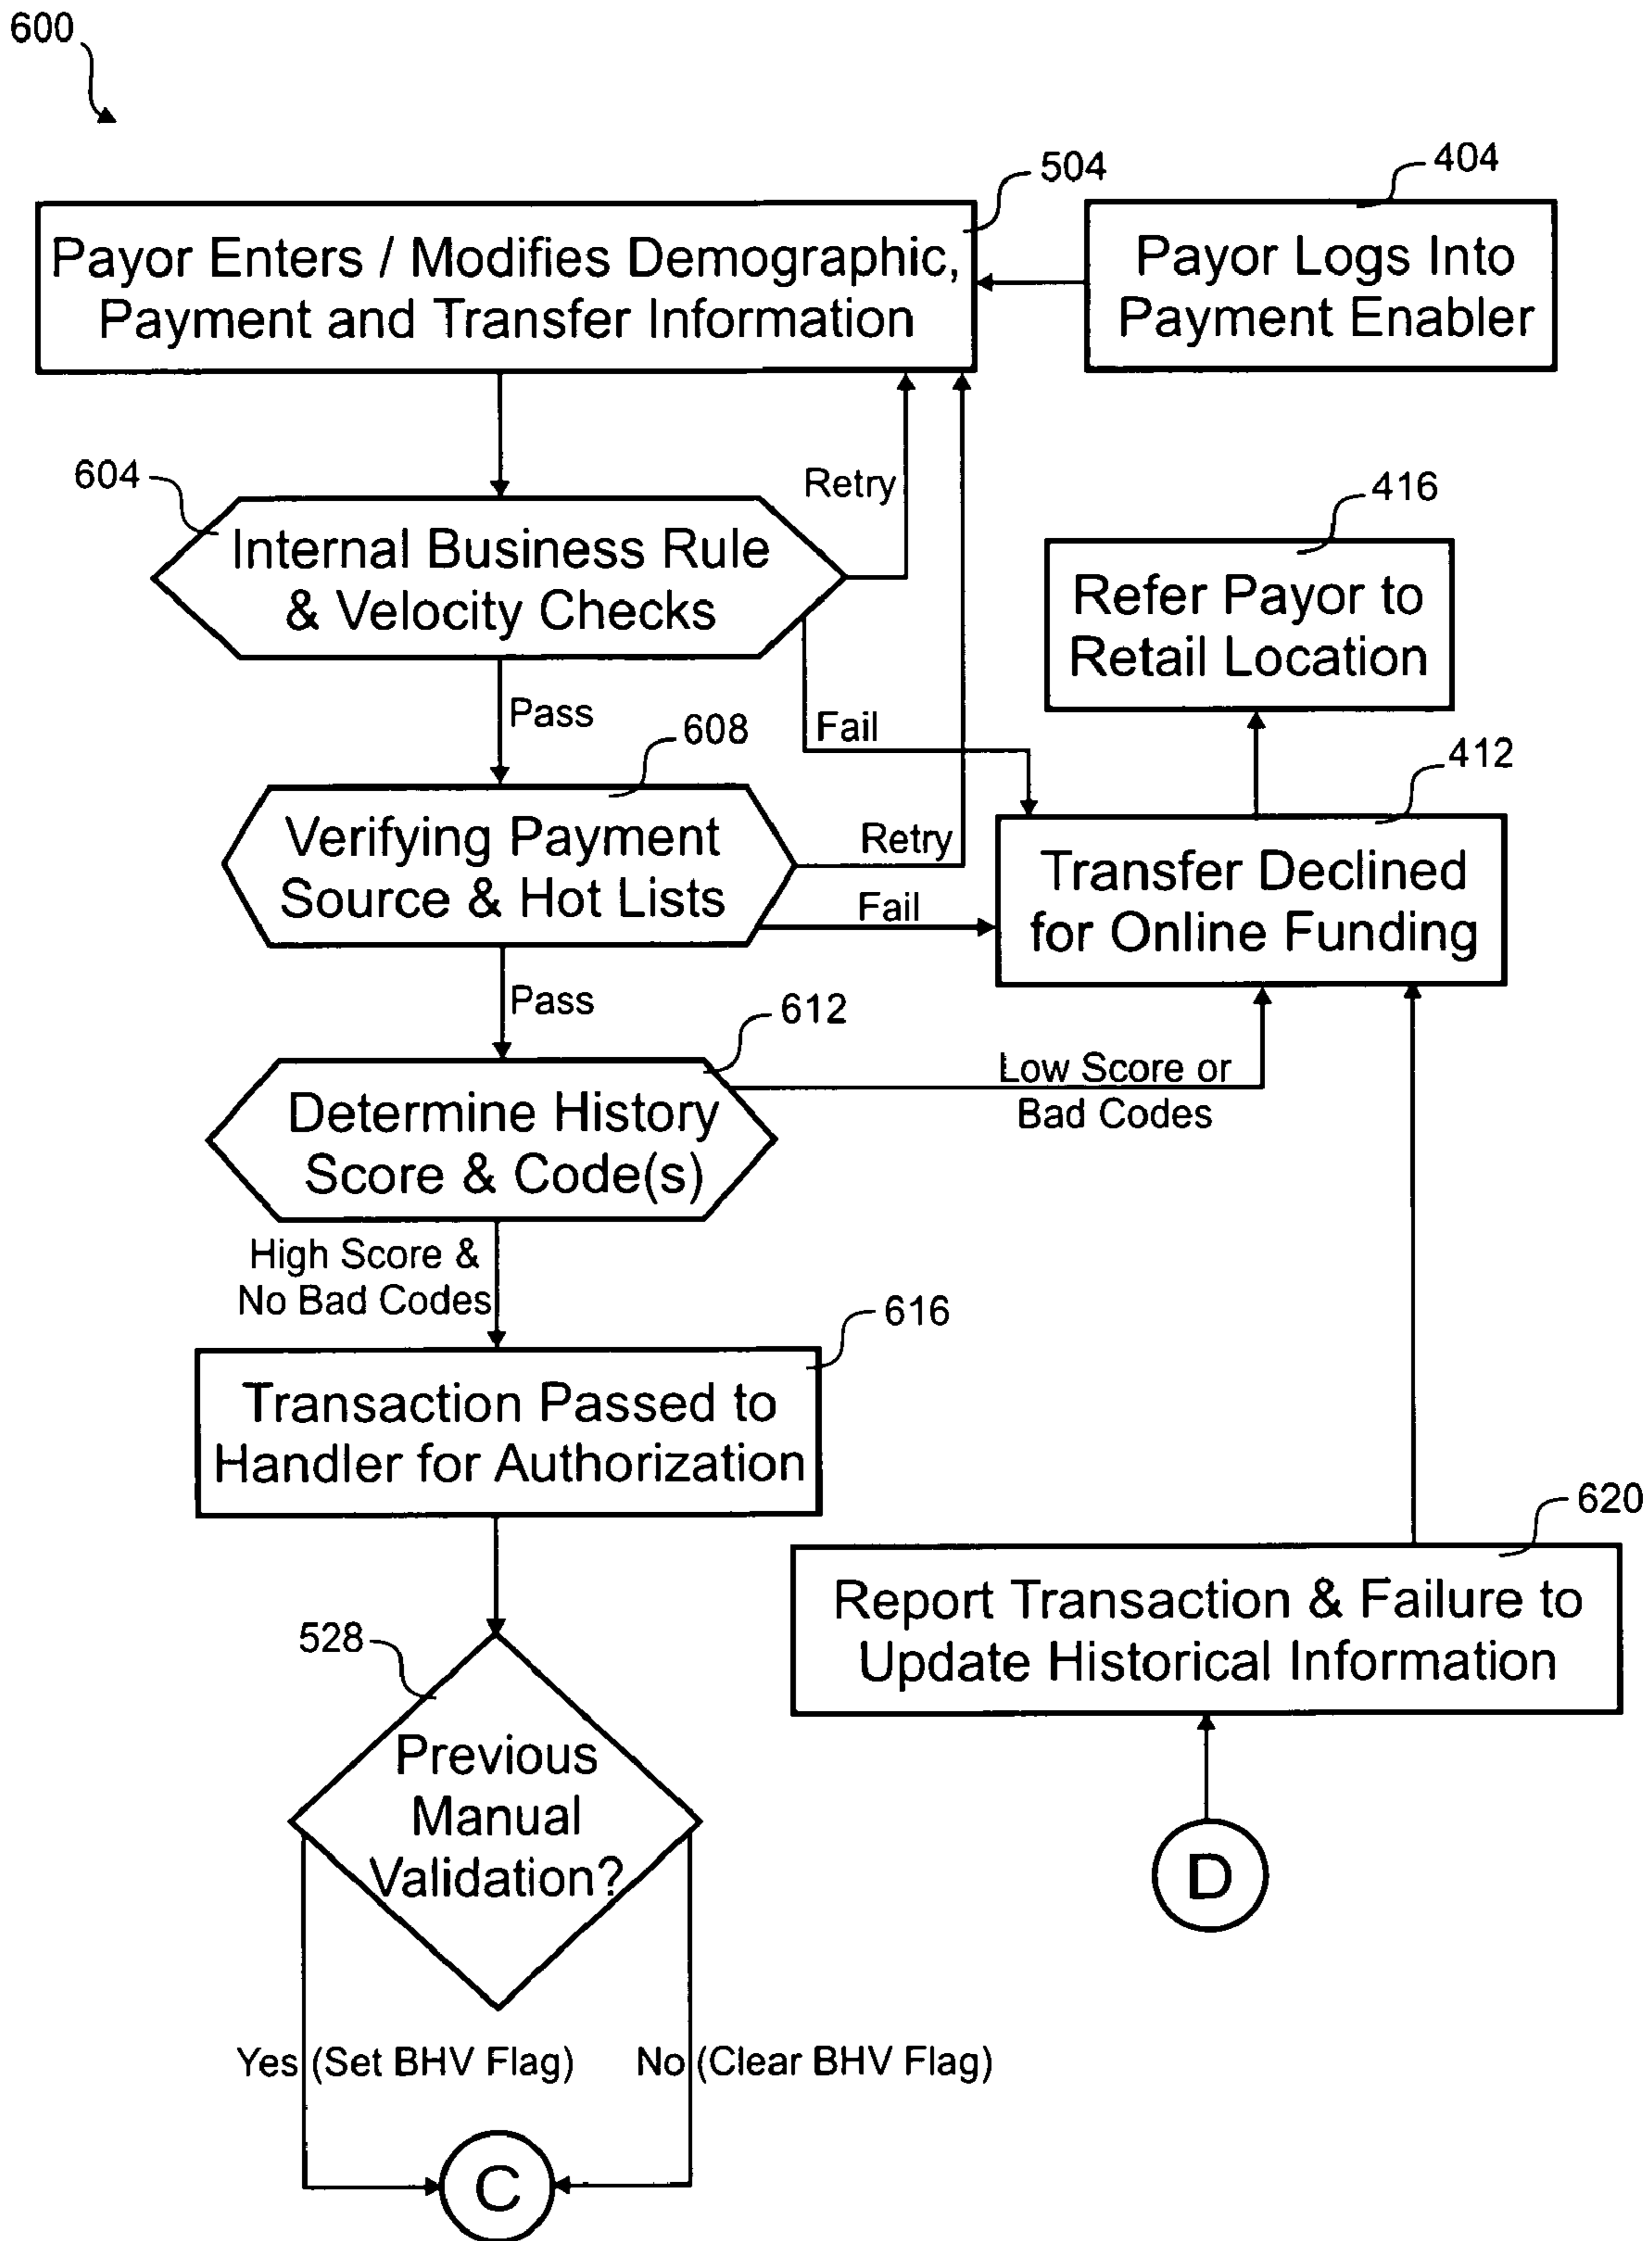 600
504
404
Payor Enters / Modifies Demographic,
Payment and Transfer Information
Payor Logs Into
Payment Enabler
604
Retry
416
Internal Business Rule
& Velocity Checks
Refer Payor to
Retail Location
Pass
Fail
608
412
Verifying Payment
Source & Hot Lists
Retry
Fail
Transfer Declined
for Online Funding
Pass
612
Determine History
Score & Code(s)
Low Score or
Bad Codes
High Score &
No Bad Codes
616
Transaction Passed to
Handler for Authorization
620
Report Transaction & Failure to
Update Historical Information
528
Previous
Manual
Validation?
D
Yes (Set BHV Flag)
No (Clear BHV Flag)
C